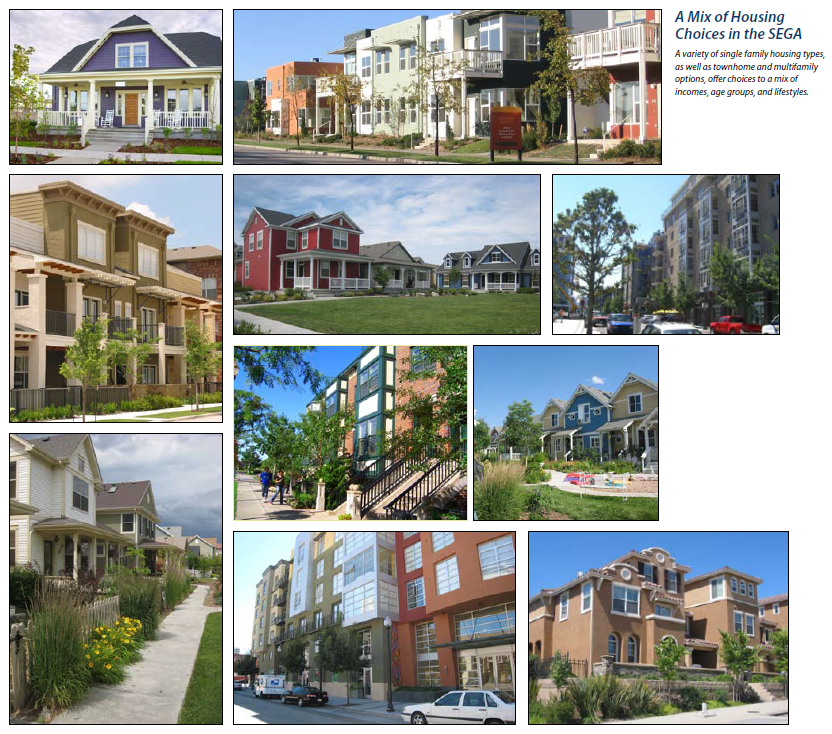 A Mix of Housing
Choices in the SEGA
A variety of single family housing types,
as well as townhome and multifamily
options, offer choices to a mix of
incomes, age groups, and lifestyles.